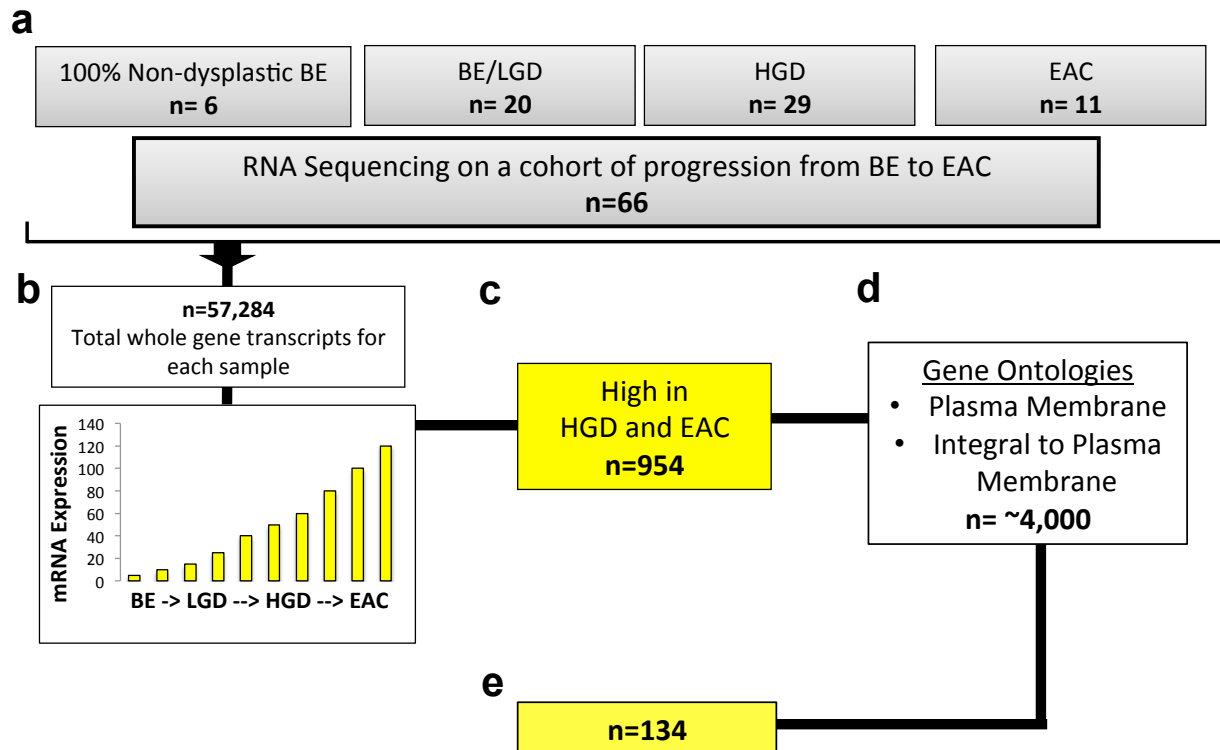 a
100% Non-dysplastic BE
n= 6
BE/LGD
n= 20
HGD
n= 29
EAC
n= 11
RNA Sequencing on a cohort of progression from BE to EAC
n=66
b
n=57,284
Total whole gene transcripts for
each sample
mRNA Expression
140
120
100
80
60
40
20
0
BE -> LGD --> HGD --> EAC
c
High in
HGD and EAC
n=954
d
Gene Ontologies
• Plasma Membrane
• Integral to Plasma
Membrane
n= ~4,000
e
n=134